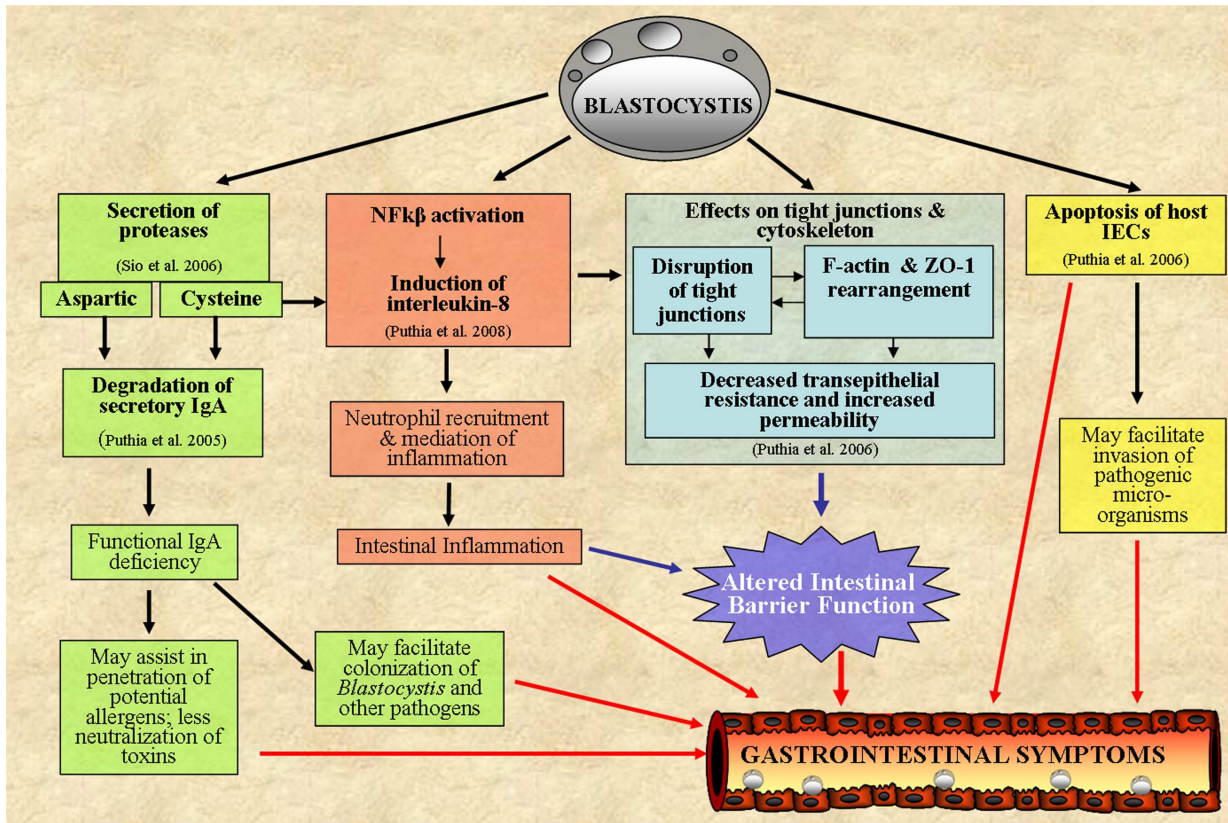 BLASTOCYSTIS
Secretion of
proteases
(Sio et al. 2006)
Aspartic
Cysteine
Degradation of
secretory IgA
(Puthia et al. 2005)
Functional IgA
deficiency
May assist in
penetration of
potential
allergens; less
neutralization of
toxins
May facilitate
colonization of
Blastocystis and
other pathogens
NFkβ activation
Induction of
interleukin-8
(Puthia et al. 2008)
Neutrophil recruitment
& mediation of
inflammation
Intestinal Inflammation
Effects on tight junctions &
cytoskeleton
Disruption
of tight
junctions
F-actin & ZO-1
rearrangement
Decreased transepithelial
resistance and increased
permeability
(Puthia et al. 2006)
Altered Intestinal
Barrier Function
Apoptosis of host
IECs
(Puthia et al. 2006)
May facilitate
invasion of
pathogenic
micro-
organisms
GASTROINTESTINAL SYMPTOMS